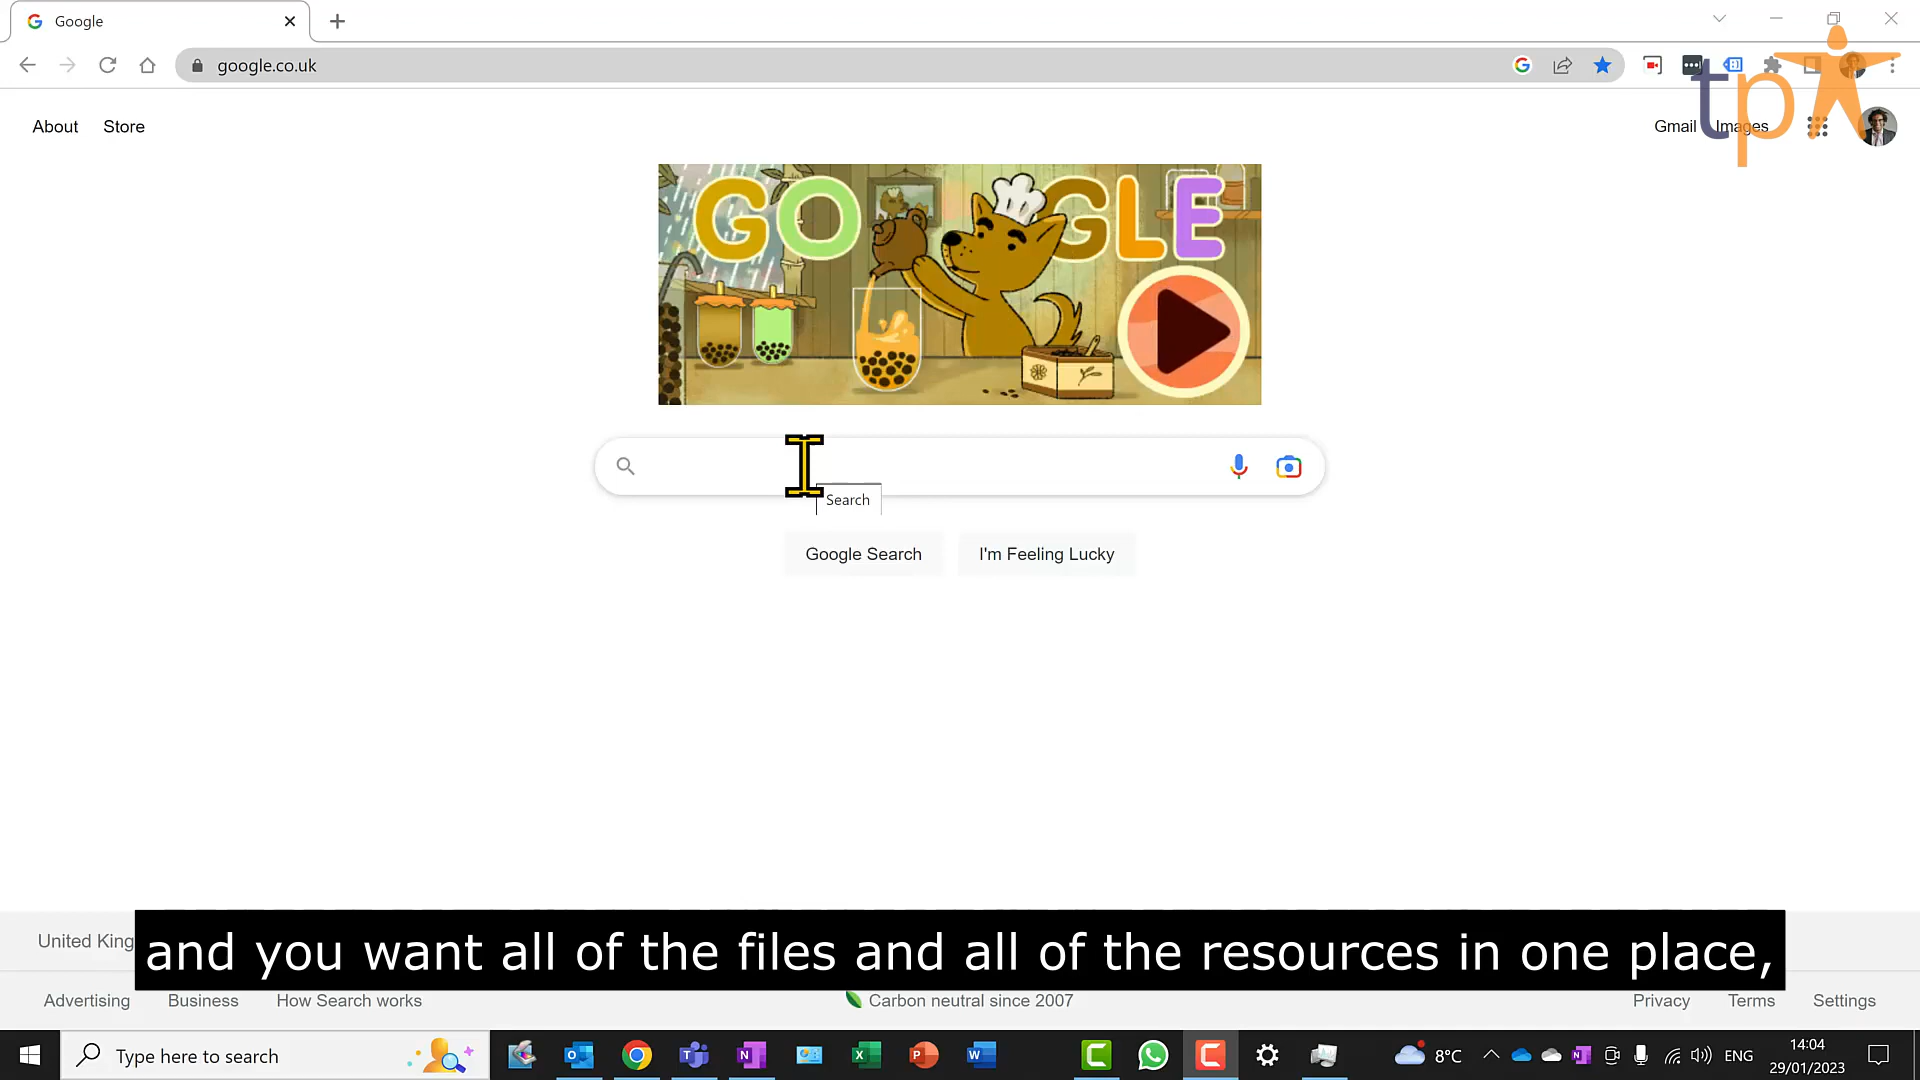 Google
google.co.uk
About Store
Gmail Images
tp
GOOGLE
Search
Google Search I'm Feeling Lucky
United King
and you want all of the files and all of the resources in one place,
Advertising Business How Search works Carbon neutral since 2007 Privacy Terms Settings
Type here to search 8°C ENG 14:04
29/01/2023